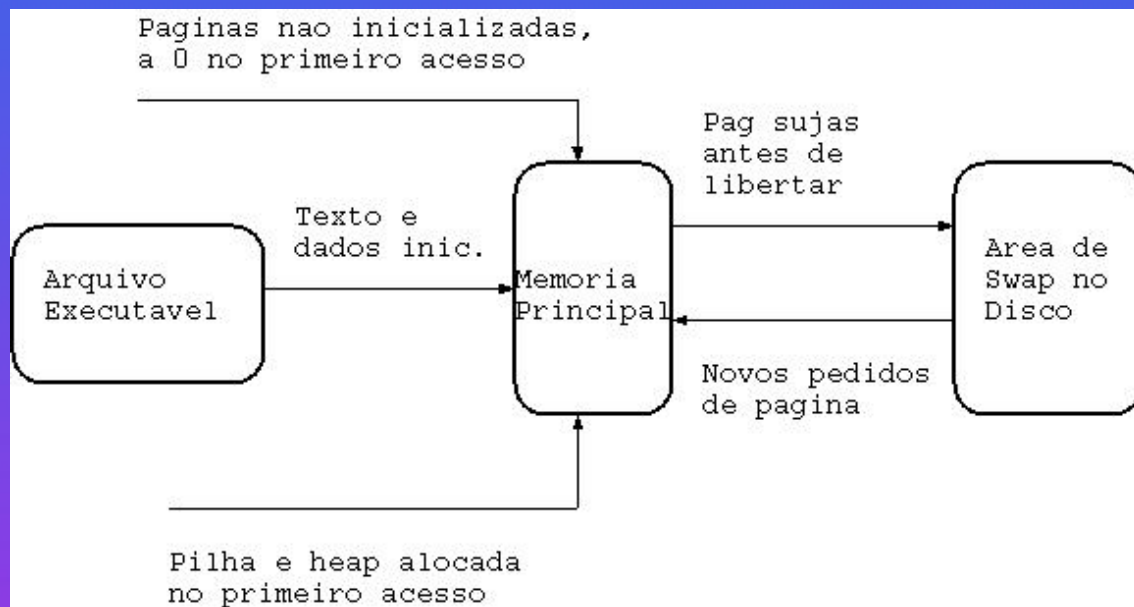 Paginas nao inicializadas,
a 0 no primeiro acesso
Pag sujas
antes de
libertar
Texto e
dados inic.
Arquivo
Executavel
Memoria
Principal
Area de
Swap no
Disco
Novos pedidos
de pagina
Pilha e heap alocada
no primeiro acesso